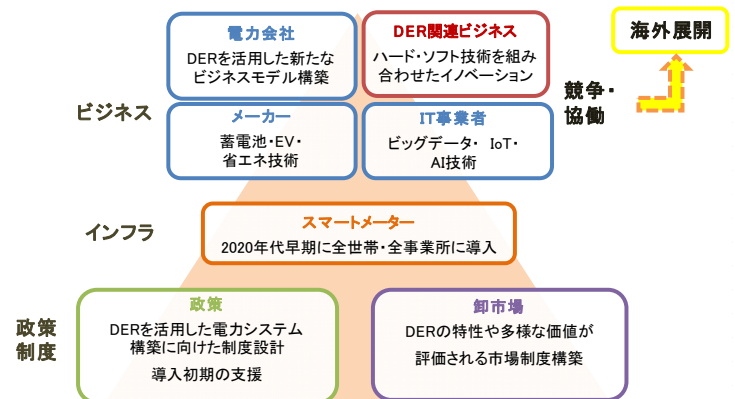 電力会社
DERを活用した新たな
ビジネスモデル構築
DER関連ビジネス
ハード・ソフト技術を組み
合わせたイノベーション
海外展開
ビジネス
メーカー
蓄電池・EV・
省エネ技術
IT事業者
ビッグデータ・ IoT・
AI技術
競争・
協働
インフラ
スマートメーター
2020年代早期に全世帯・全事業所に導入
政策
制度
政策
DERを活用した電力システム
構築に向けた制度設計
導入初期の支援
卸市場
DERの特性や多様な価値が
評価される市場制度構築